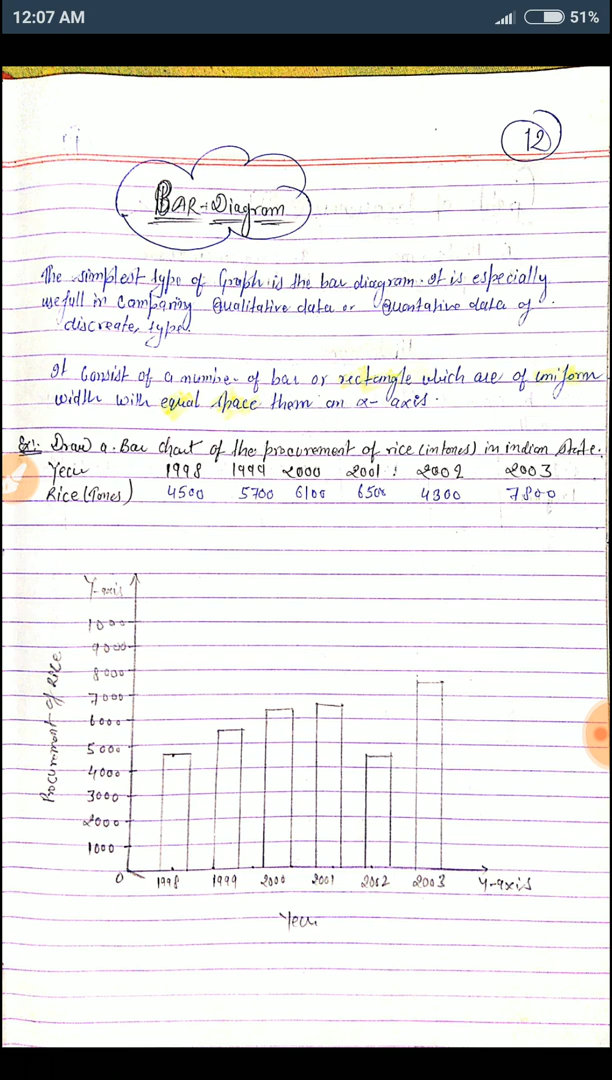 12:07 AM 51%
12
BAR-Diagram
The simplest type of Graph is the bar diagram. It is especially
usefull in Comparing Qualitative data or Quantative data of
discreate type.
It Consist of a number of bar or rectangle which are of uniform
width with equal space them on x- axis.
Ex: Draw a Bar chart of the procurement of rice (in tones) in indian state.
Year 1998 1999 2000 2001 2002 2003
Rice (Tones) 4500 5700 6100 6500 4300 7800
Y-axis
1000
9000
8000
7000
6000
5000
4000
3000
2000
1000
0
Procurnment of Rice
1998 1999 2000 2001 2002 2003 Y-axis
Year